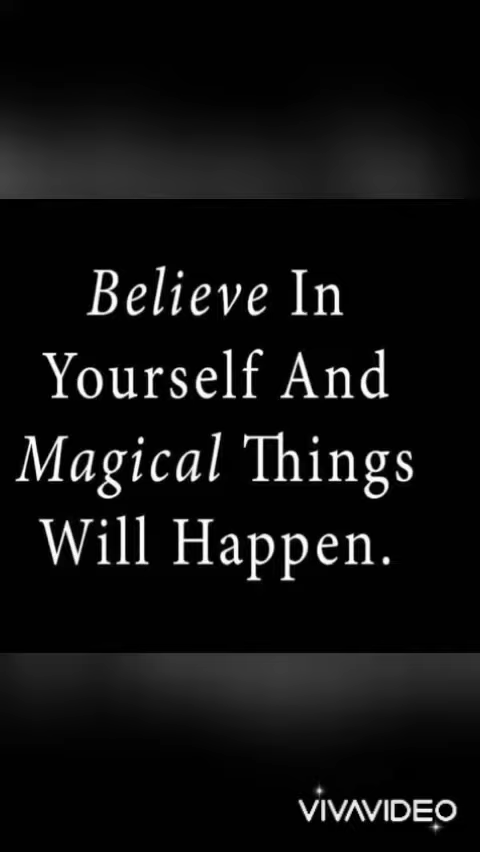 Believe In
Yourself And
Magical Things
Will Happen.
VIVAVIDEO